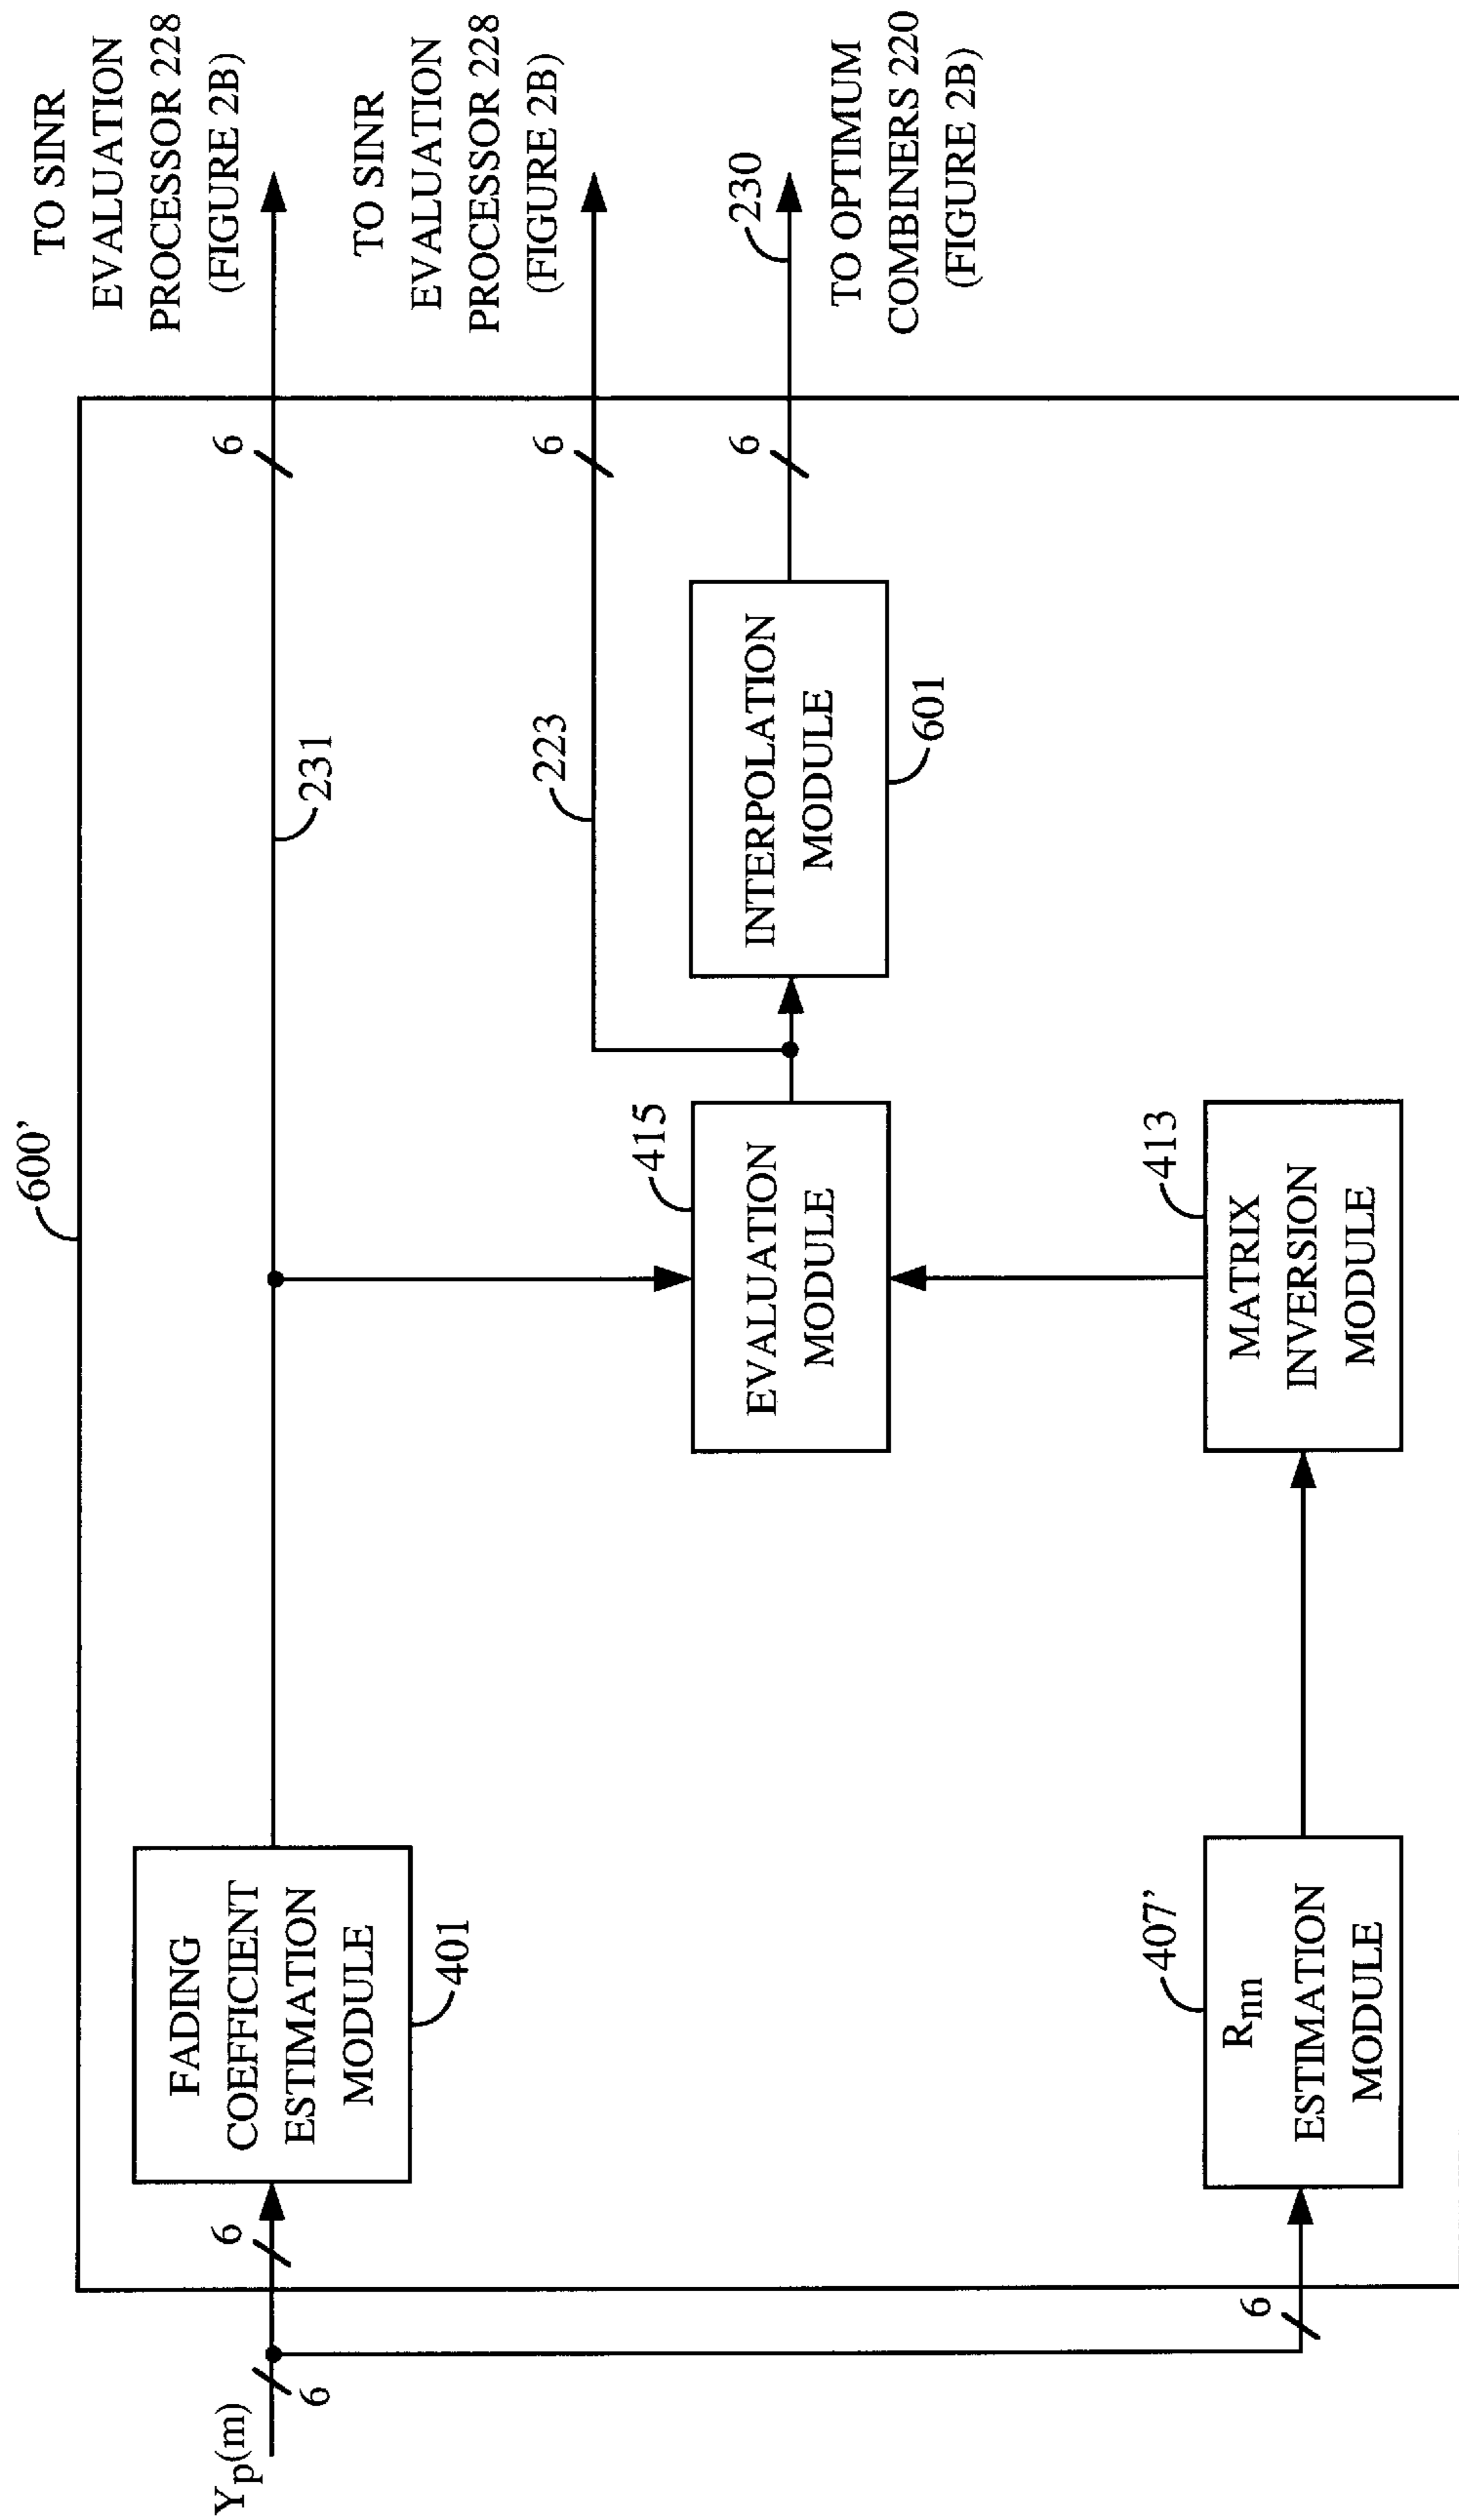 600'
Yp(m)
6
6
6
FADING
COEFFICIENT
ESTIMATION
MODULE
401
231
6
TO SINR
EVALUATION
PROCESSOR 228
(FIGURE 2B)
223
6
TO SINR
EVALUATION
PROCESSOR 228
(FIGURE 2B)
EVALUATION
MODULE
415
INTERPOLATION
MODULE
601
6
230
TO OPTIMUM
COMBINERS 220
(FIGURE 2B)
Rnn
ESTIMATION
MODULE
407'
MATRIX
INVERSION
MODULE
413